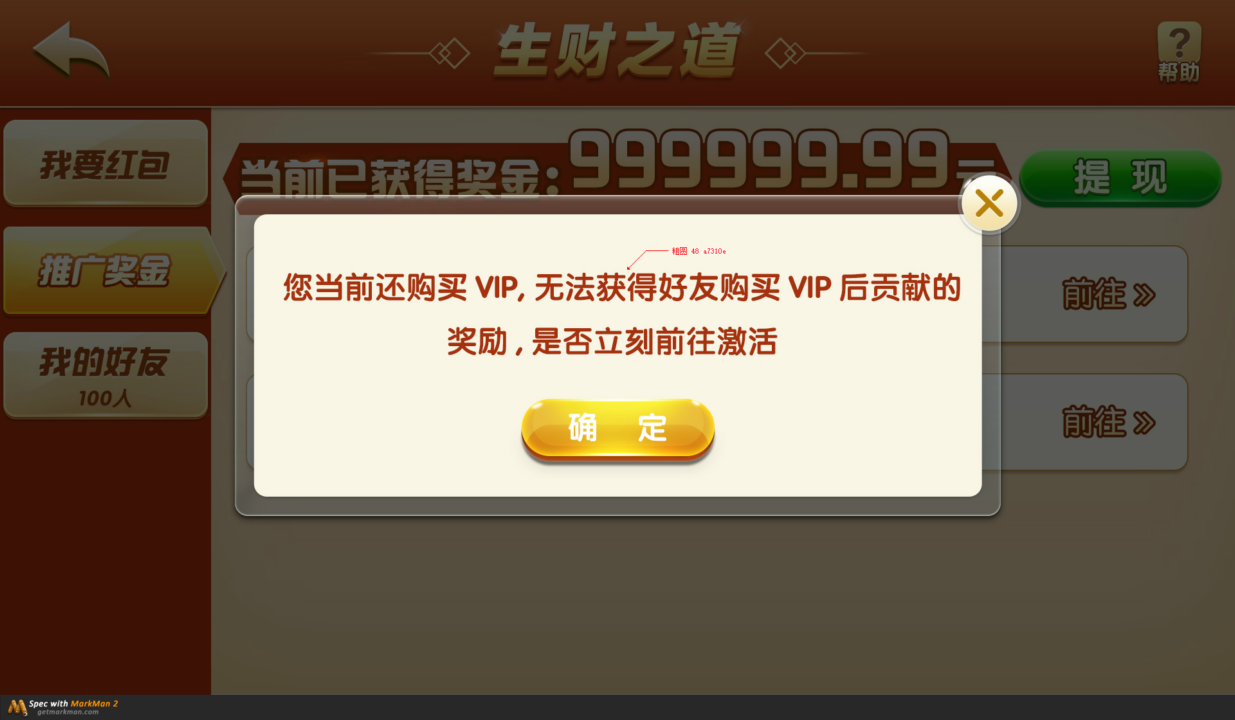 生财之道
帮助
我要红包
推广奖金
我的好友
100人
当前已获得奖金:999999.99元
提 现
粗圆 48 a7310e
您当前还购买 VIP, 无法获得好友购买 VIP 后贡献的
奖励 , 是否立刻前往激活
确 定
前往
前往
Spec with MarkMan 2
getmarkman.com